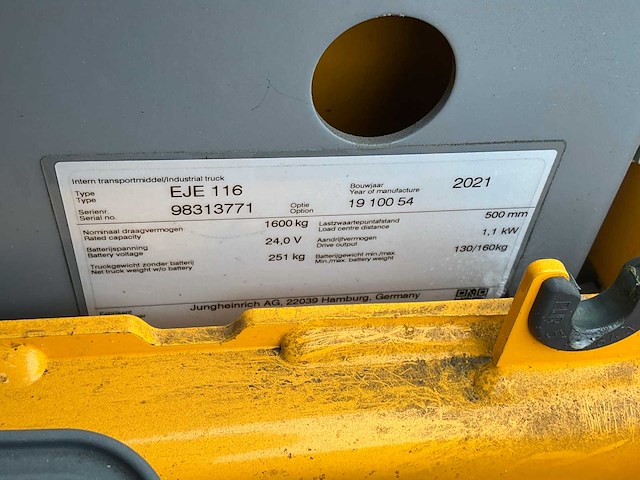 Intern transportmiddel/Industrial truck
Type EJE 116 Bouwjaar 2021
Type Year of manufacture
Serienr. 98313771 Optie 19 100 54
Serial no. Option
Nominaal draagvermogen 1600 kg Lastzwaartepuntafstand 500 mm
Rated capacity Load centre distance
Batterijspanning 24,0 V Aandrijfvermogen 1,1 kW
Battery voltage Drive output
Truckgewicht zonder batterij 251 kg Batterijgewicht min./max. 130/160kg
Net truck weight w/o battery Min./max. battery weight
Jungheinrich AG, 22039 Hamburg, Germany